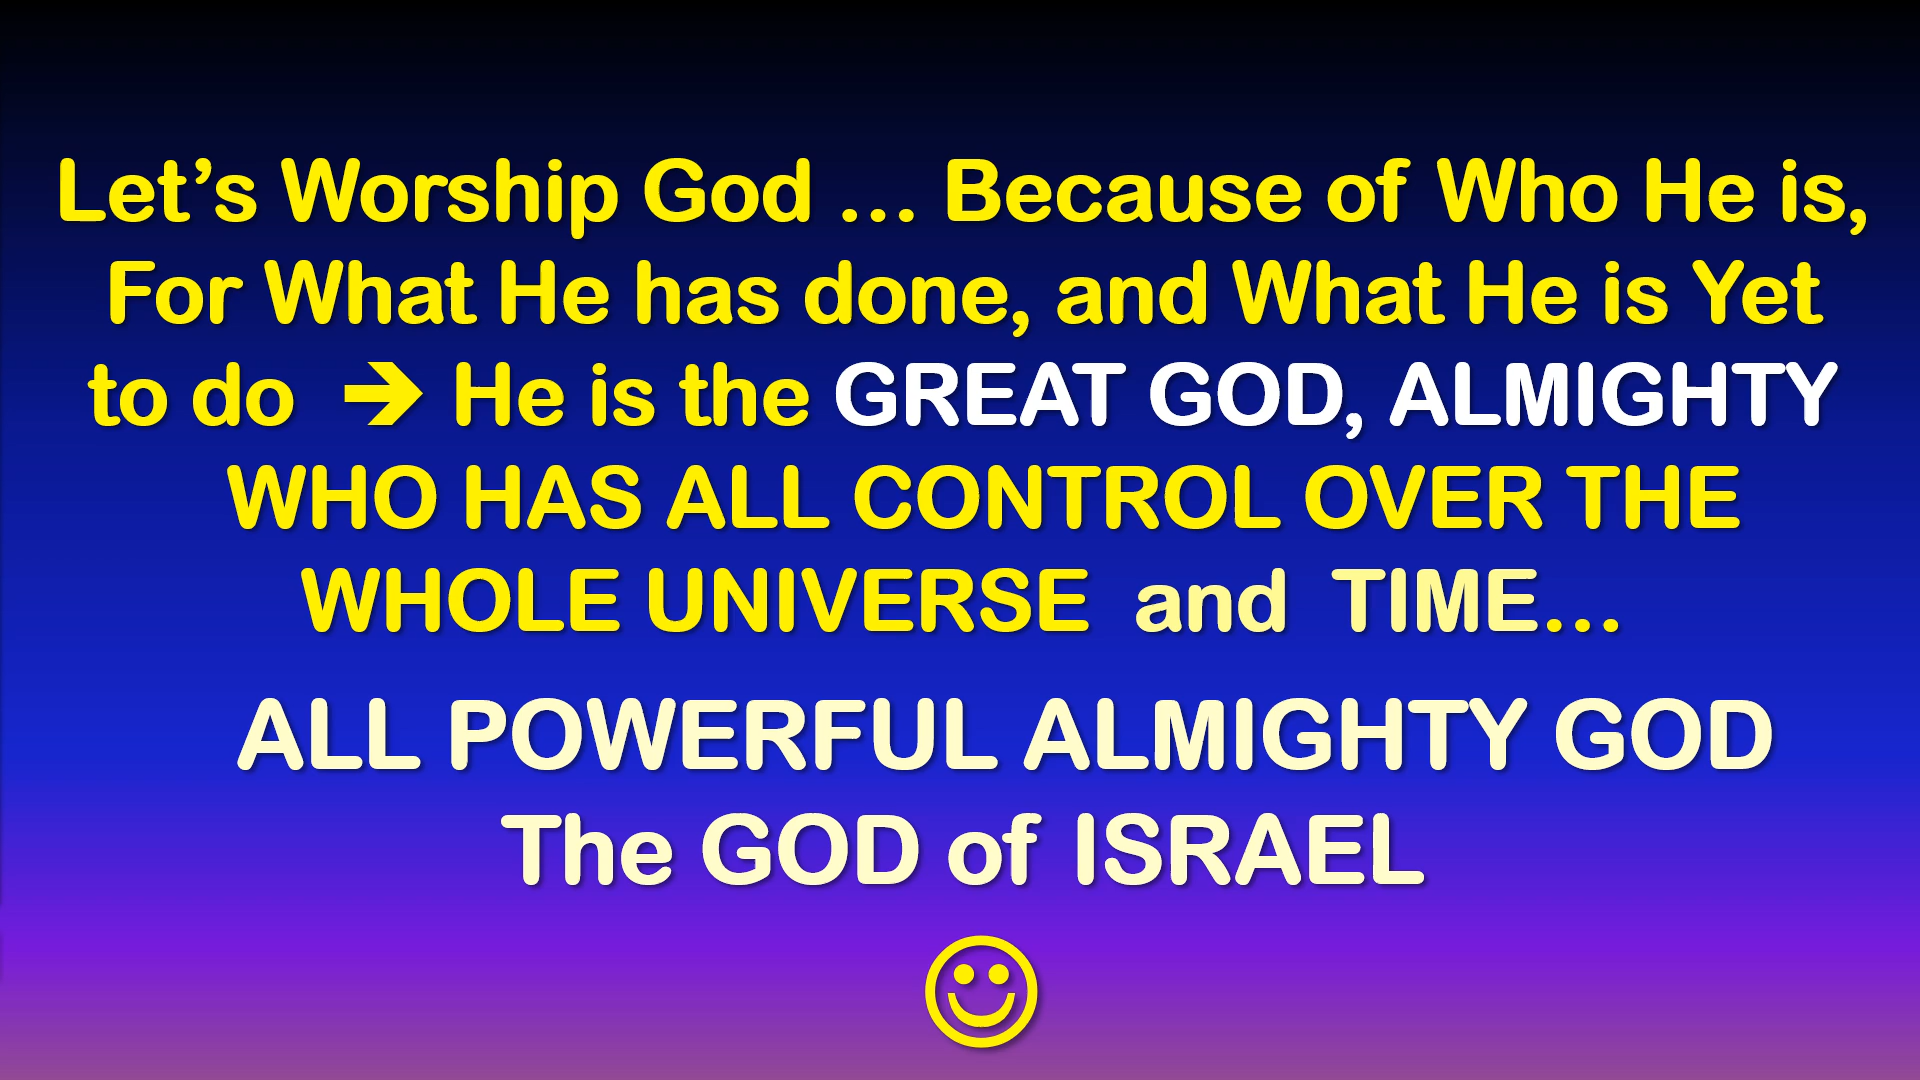 Let’s Worship God … Because of Who He is,
For What He has done, and What He is Yet
to do ➔ He is the GREAT GOD, ALMIGHTY
WHO HAS ALL CONTROL OVER THE
WHOLE UNIVERSE and TIME…
ALL POWERFUL ALMIGHTY GOD
The GOD of ISRAEL
☺